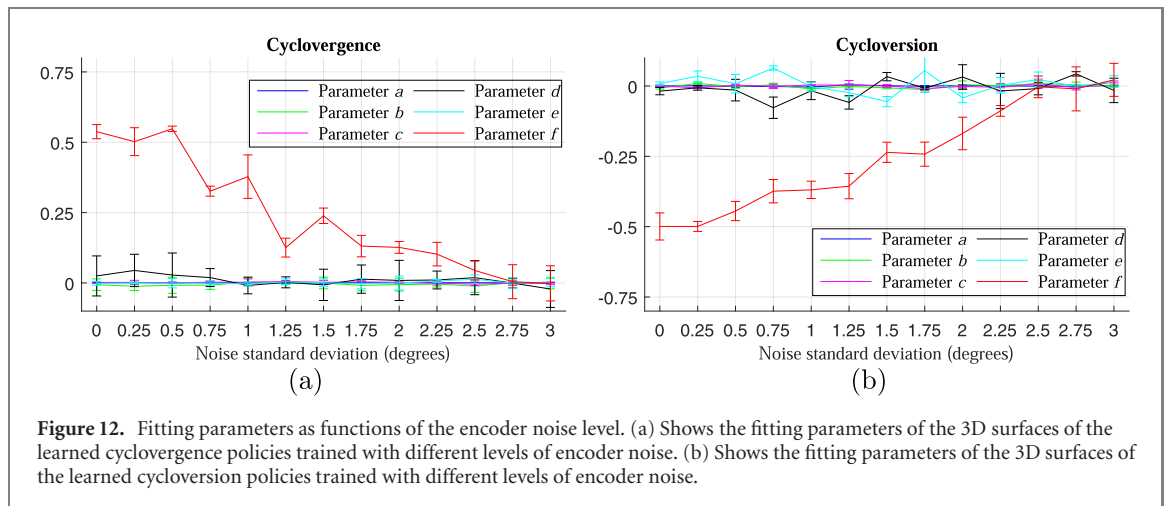 Cyclovergence
0.75
0.5
0.25
0
Parameter a
Parameter b
Parameter c
Parameter d
Parameter e
Parameter f
0 0.25 0.5 0.75 1 1.25 1.5 1.75 2 2.25 2.5 2.75 3
Noise standard deviation (degrees)
(a)
Cycloversion
0
-0.25
-0.5
-0.75
Parameter a
Parameter b
Parameter c
Parameter d
Parameter e
Parameter f
0 0.25 0.5 0.75 1 1.25 1.5 1.75 2 2.25 2.5 2.75 3
Noise standard deviation (degrees)
(b)
Figure 12. Fitting parameters as functions of the encoder noise level. (a) Shows the fitting parameters of the 3D surfaces of the
learned cyclovergence policies trained with different levels of encoder noise. (b) Shows the fitting parameters of the 3D surfaces of
the learned cycloversion policies trained with different levels of encoder noise.